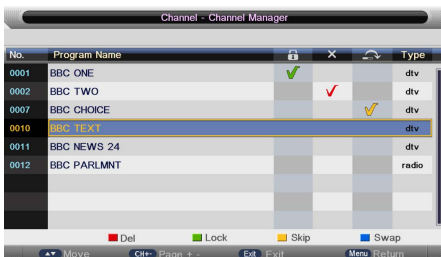 Channel - Channel Manager
No. Program Name Type
0001 BBC ONE dtv
0002 BBC TWO dtv
0007 BBC CHOICE dtv
0010 BBC TEXT dtv
0011 BBC NEWS 24 dtv
0012 BBC PARLMNT radio
Del Lock Skip Swap
Move CH+- Page + - Exit Exit Menu Return